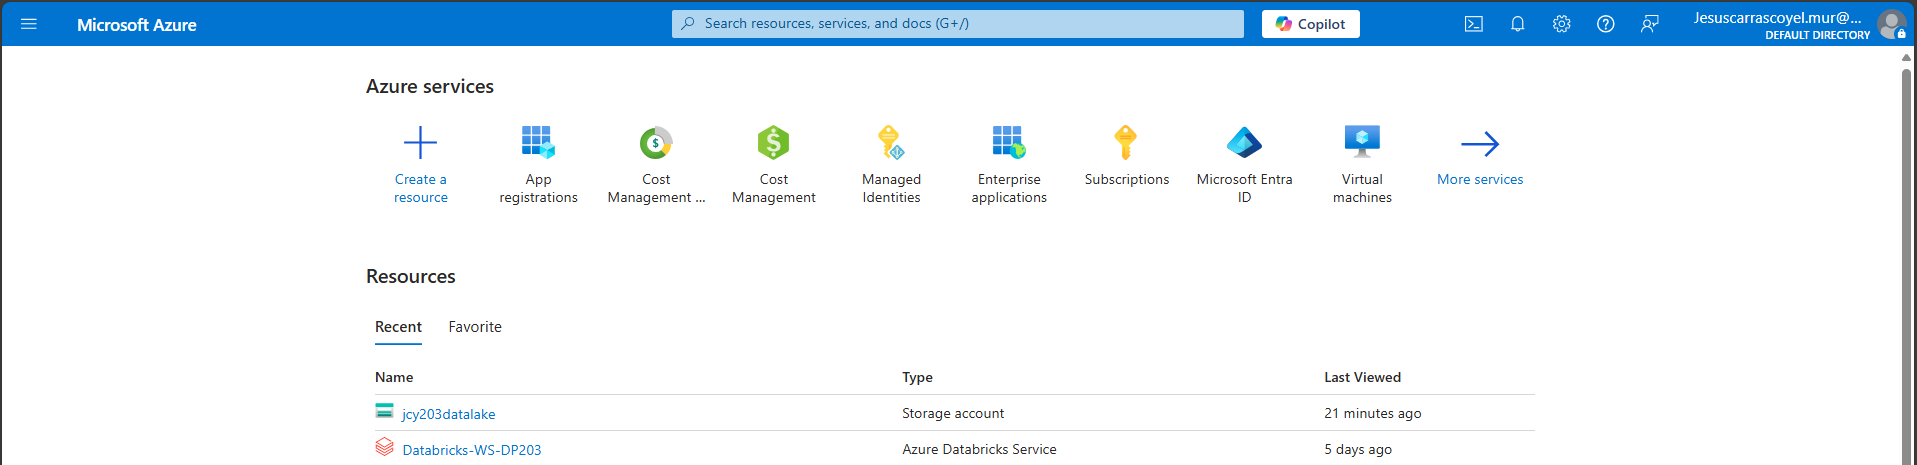 Microsoft Azure
Search resources, services, and docs (G+/)
Copilot
Jesuscarrascoyel.mur@...
DEFAULT DIRECTORY
Azure services
Create a
resource
App
registrations
Cost
Management ...
Cost
Management
Managed
Identities
Enterprise
applications
Subscriptions
Microsoft Entra
ID
Virtual
machines
More services
Resources
Recent Favorite
Name Type Last Viewed
jcy203datalake Storage account 21 minutes ago
Databricks-WS-DP203 Azure Databricks Service 5 days ago